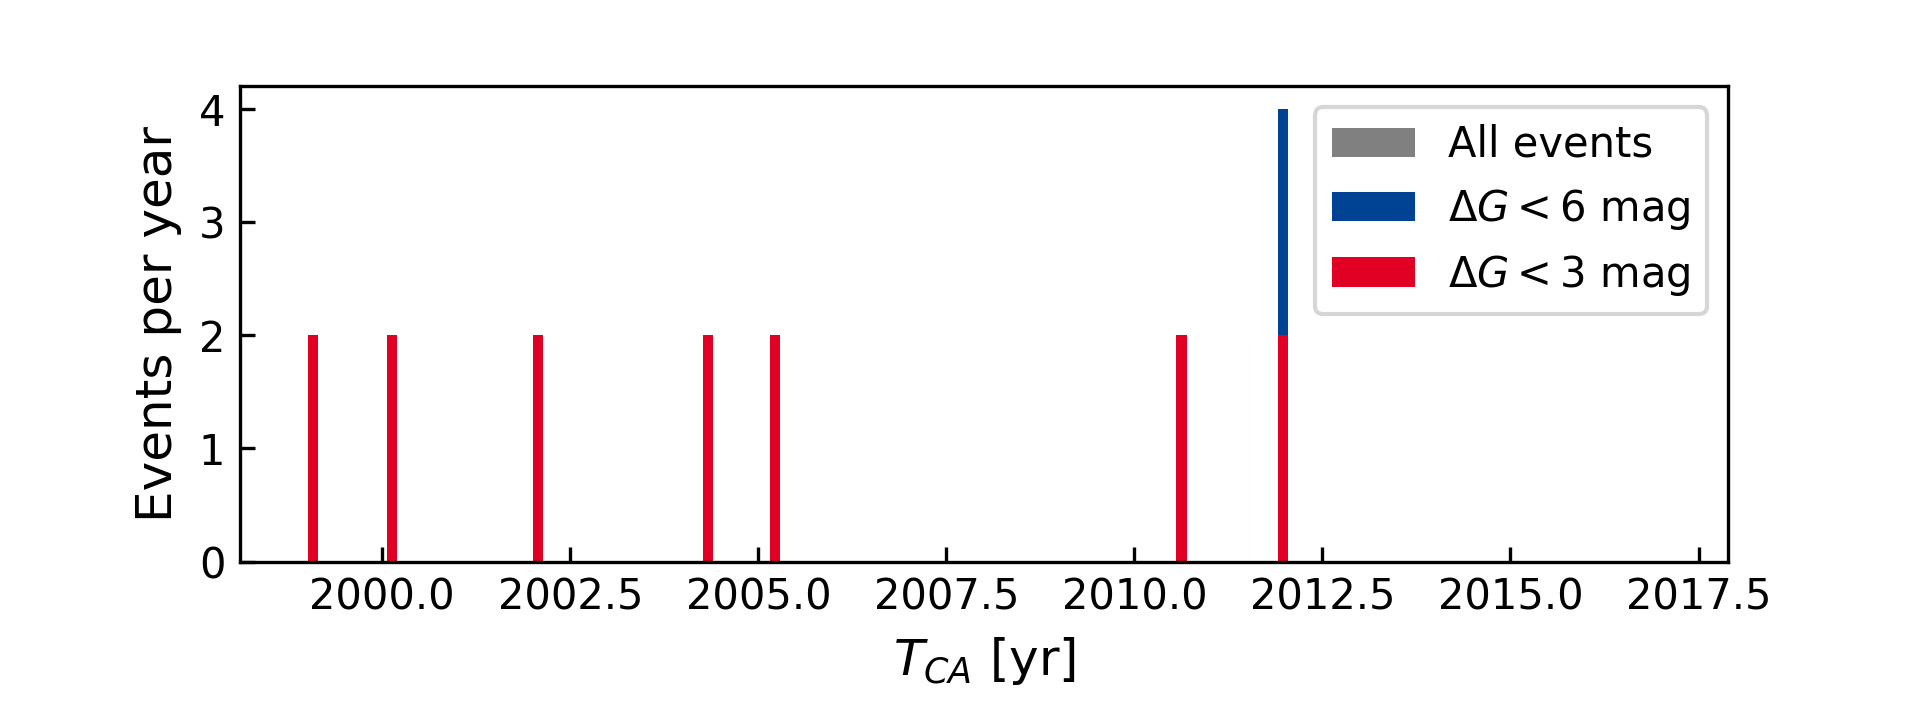 4
3
2
1
0
Events per year
All events
ΔG < 6 mag
ΔG < 3 mag
2000.0 2002.5 2005.0 2007.5 2010.0 2012.5 2015.0 2017.5
T_CA [yr]